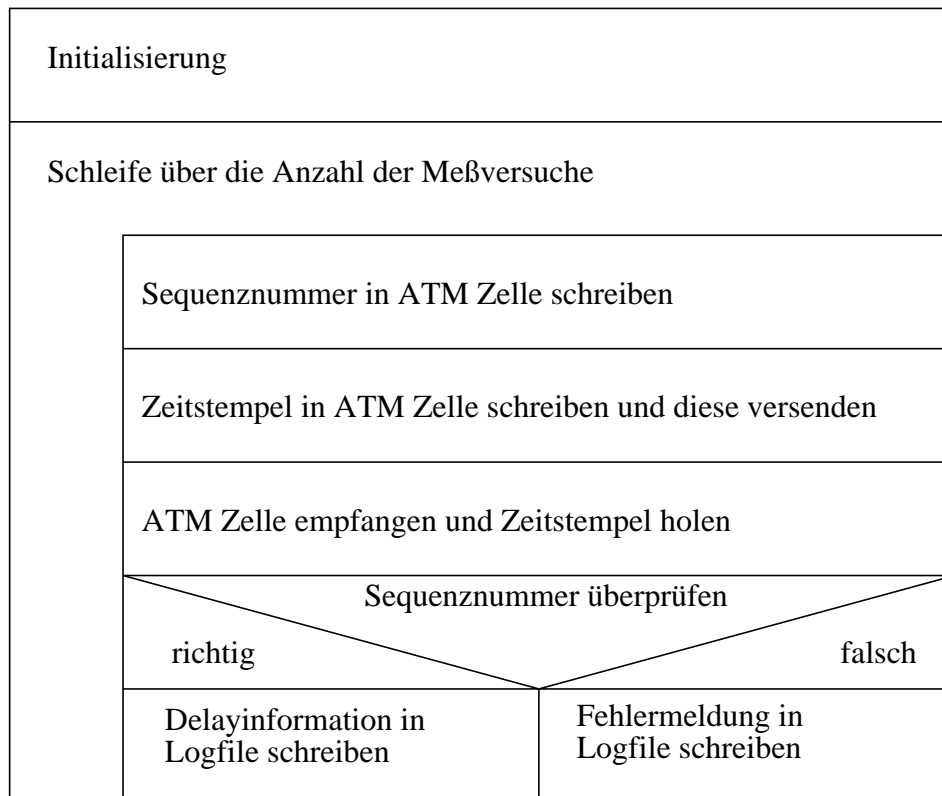 Initialisierung
Schleife über die Anzahl der Meßversuche
Sequenznummer in ATM Zelle schreiben
Zeitstempel in ATM Zelle schreiben und diese versenden
ATM Zelle empfangen und Zeitstempel holen
Sequenznummer überprüfen
richtig
falsch
Delayinformation in
Logfile schreiben
Fehlermeldung in
Logfile schreiben